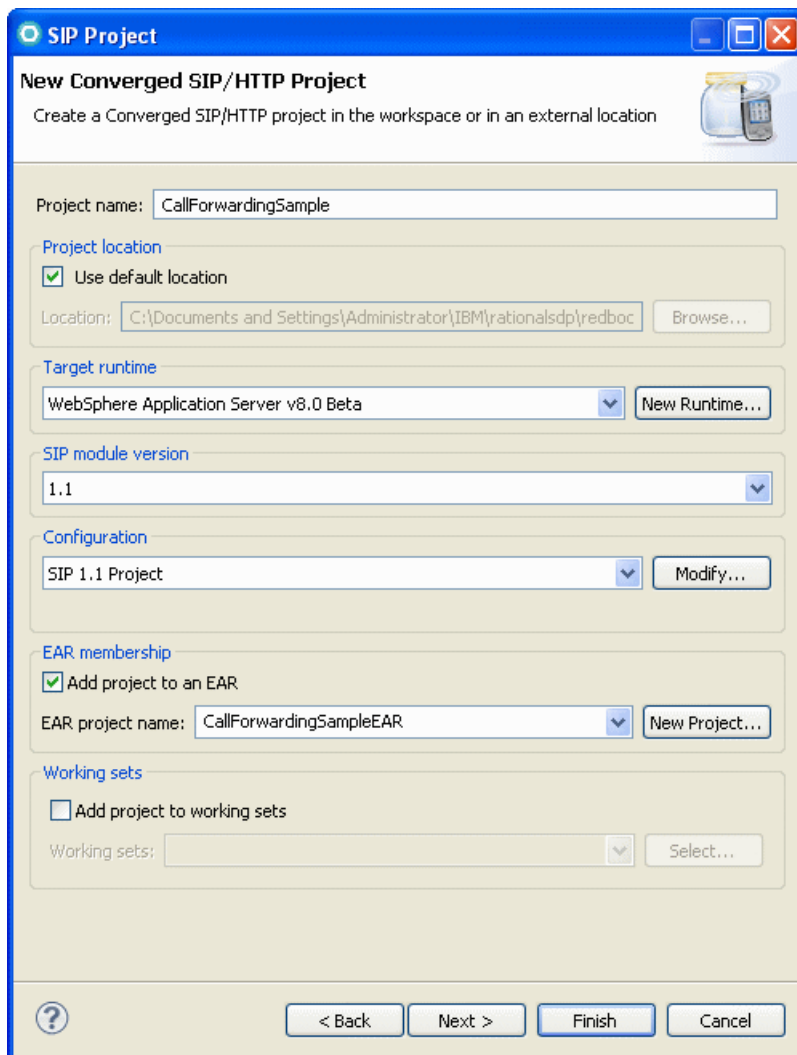 SIP Project
New Converged SIP/HTTP Project
Create a Converged SIP/HTTP project in the workspace or in an external location
Project name: CallForwardingSample
Project location
Use default location
Location: C:\Documents and Settings\Administrator\IBM\rationalsdp\redboc Browse...
Target runtime
WebSphere Application Server v8.0 Beta New Runtime...
SIP module version
1.1
Configuration
SIP 1.1 Project Modify...
EAR membership
Add project to an EAR
EAR project name: CallForwardingSampleEAR New Project...
Working sets
Add project to working sets
Working sets: Select...
? < Back Next > Finish Cancel